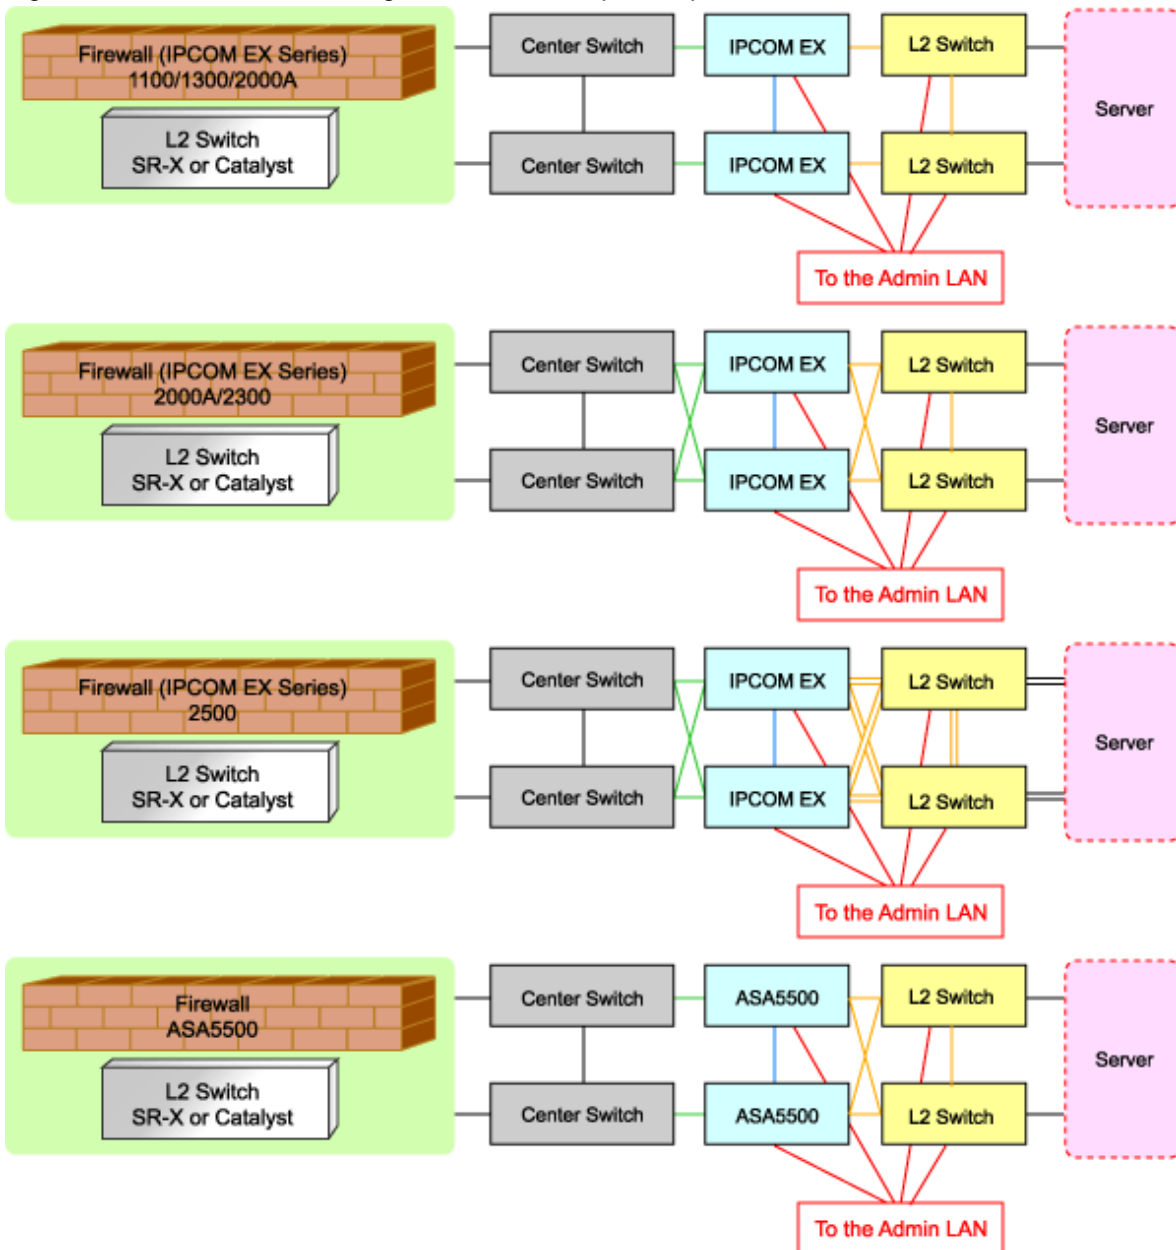 Firewall (IPCOM EX Series)
1100/1300/2000A
L2 Switch
SR-X or Catalyst
Center Switch
IPCOM EX
L2 Switch
Server
Center Switch
IPCOM EX
L2 Switch
To the Admin LAN
Firewall (IPCOM EX Series)
2000A/2300
L2 Switch
SR-X or Catalyst
Center Switch
IPCOM EX
L2 Switch
Server
Center Switch
IPCOM EX
L2 Switch
To the Admin LAN
Firewall (IPCOM EX Series)
2500
L2 Switch
SR-X or Catalyst
Center Switch
IPCOM EX
L2 Switch
Server
Center Switch
IPCOM EX
L2 Switch
To the Admin LAN
Firewall
ASA5500
L2 Switch
SR-X or Catalyst
Center Switch
ASA5500
L2 Switch
Server
Center Switch
ASA5500
L2 Switch
To the Admin LAN